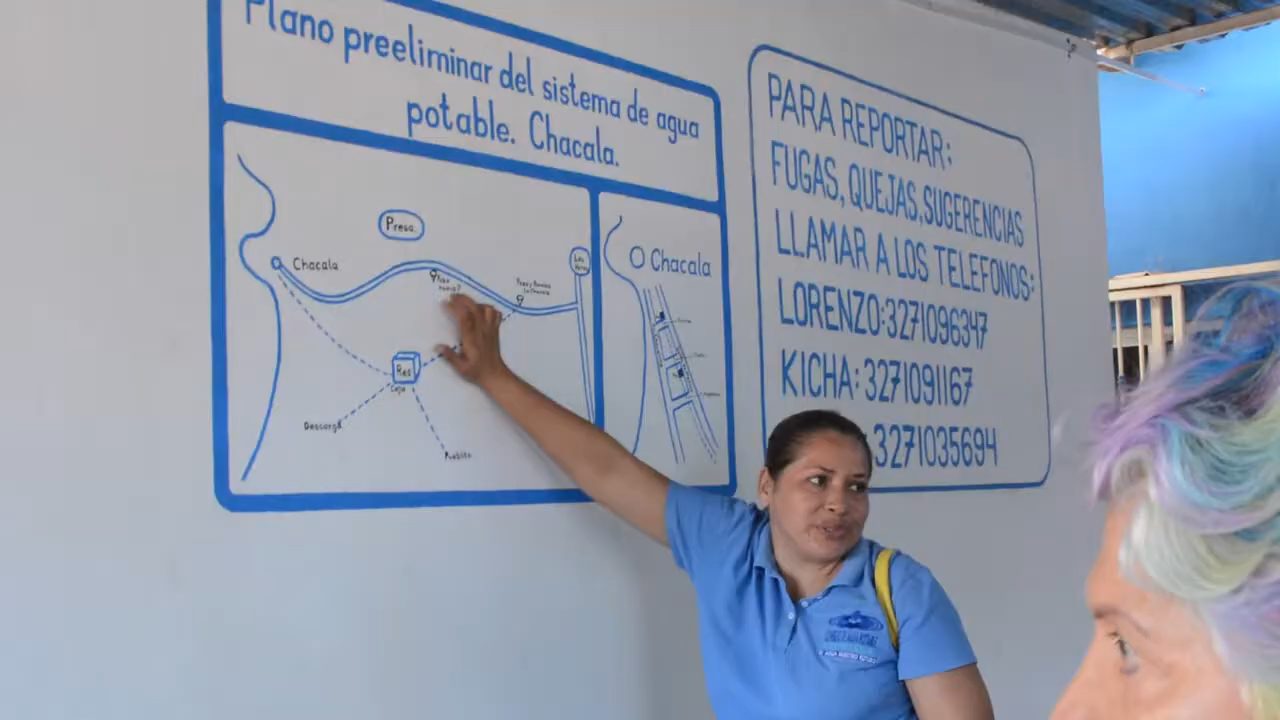 Plano preeliminar del sistema de agua
potable. Chacala.
Presa
Chacala
Res
Descarga
Chacala
PARA REPORTAR:
FUGAS, QUEJAS, SUGERENCIAS
LLAMAR A LOS TELEFONOS:
LORENZO:3271096347
KICHA:3271091167
3271035694